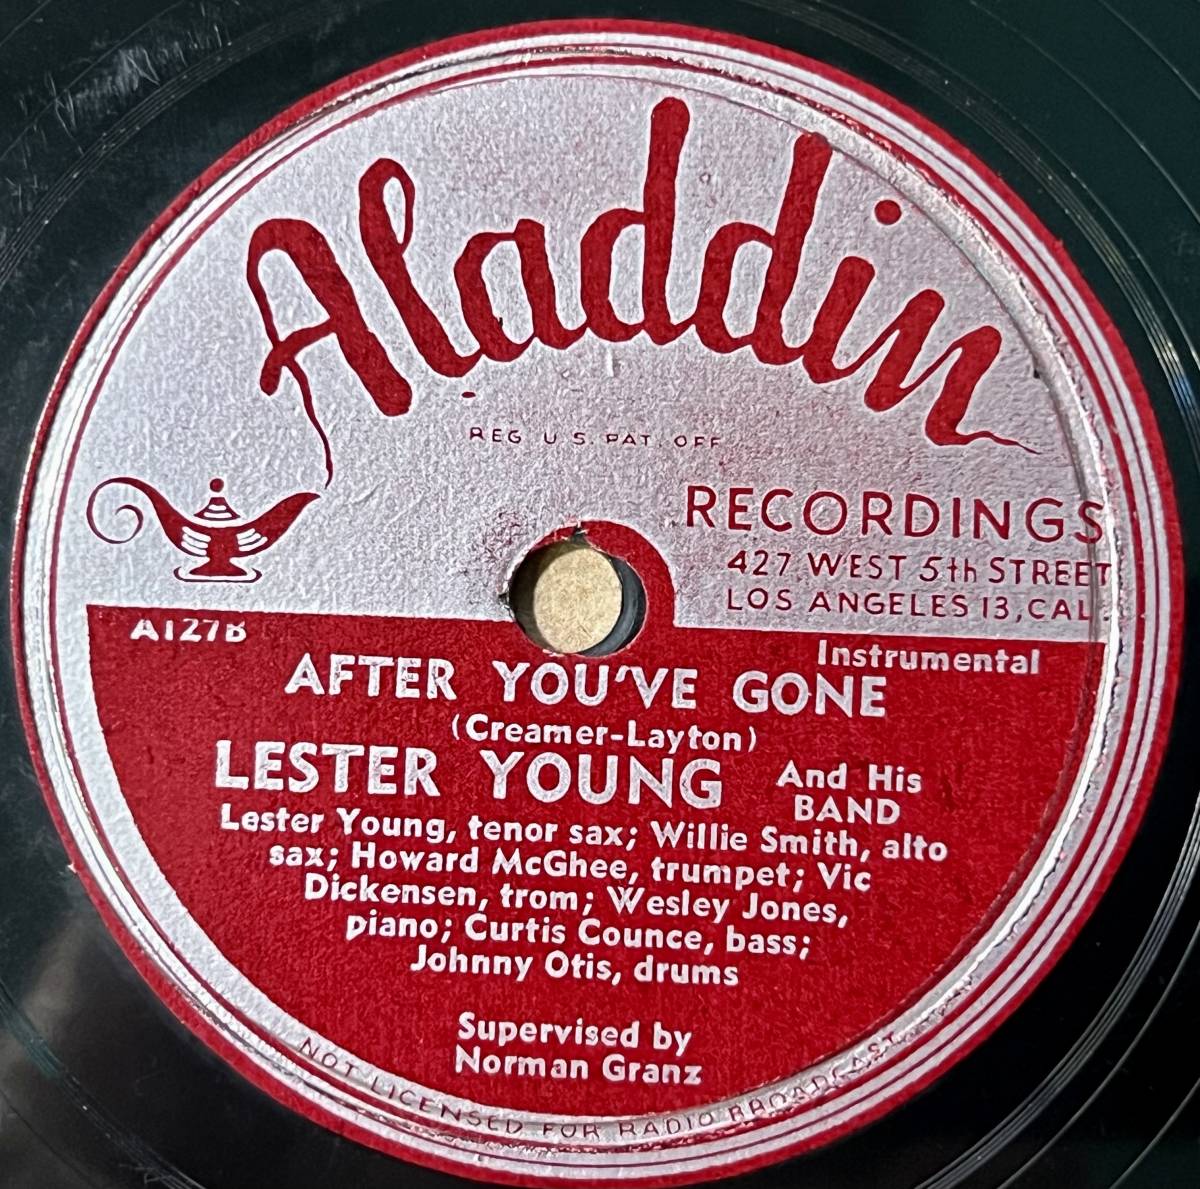 Aladdin
REG U.S. PAT. OFF.
RECORDINGS
427 WEST 5th STREET
LOS ANGELES 13, CAL.
A127B
Instrumental
AFTER YOU'VE GONE
(Creamer-Layton)
LESTER YOUNG And His
BAND
Lester Young, tenor sax; Willie Smith, alto
sax; Howard McGhee, trumpet; Vic
Dickensen, trom; Wesley Jones,
piano; Curtis Counce, bass;
Johnny Otis, drums
Supervised by
Norman Granz
NOT LICENSED FOR RADIO BROADCAST